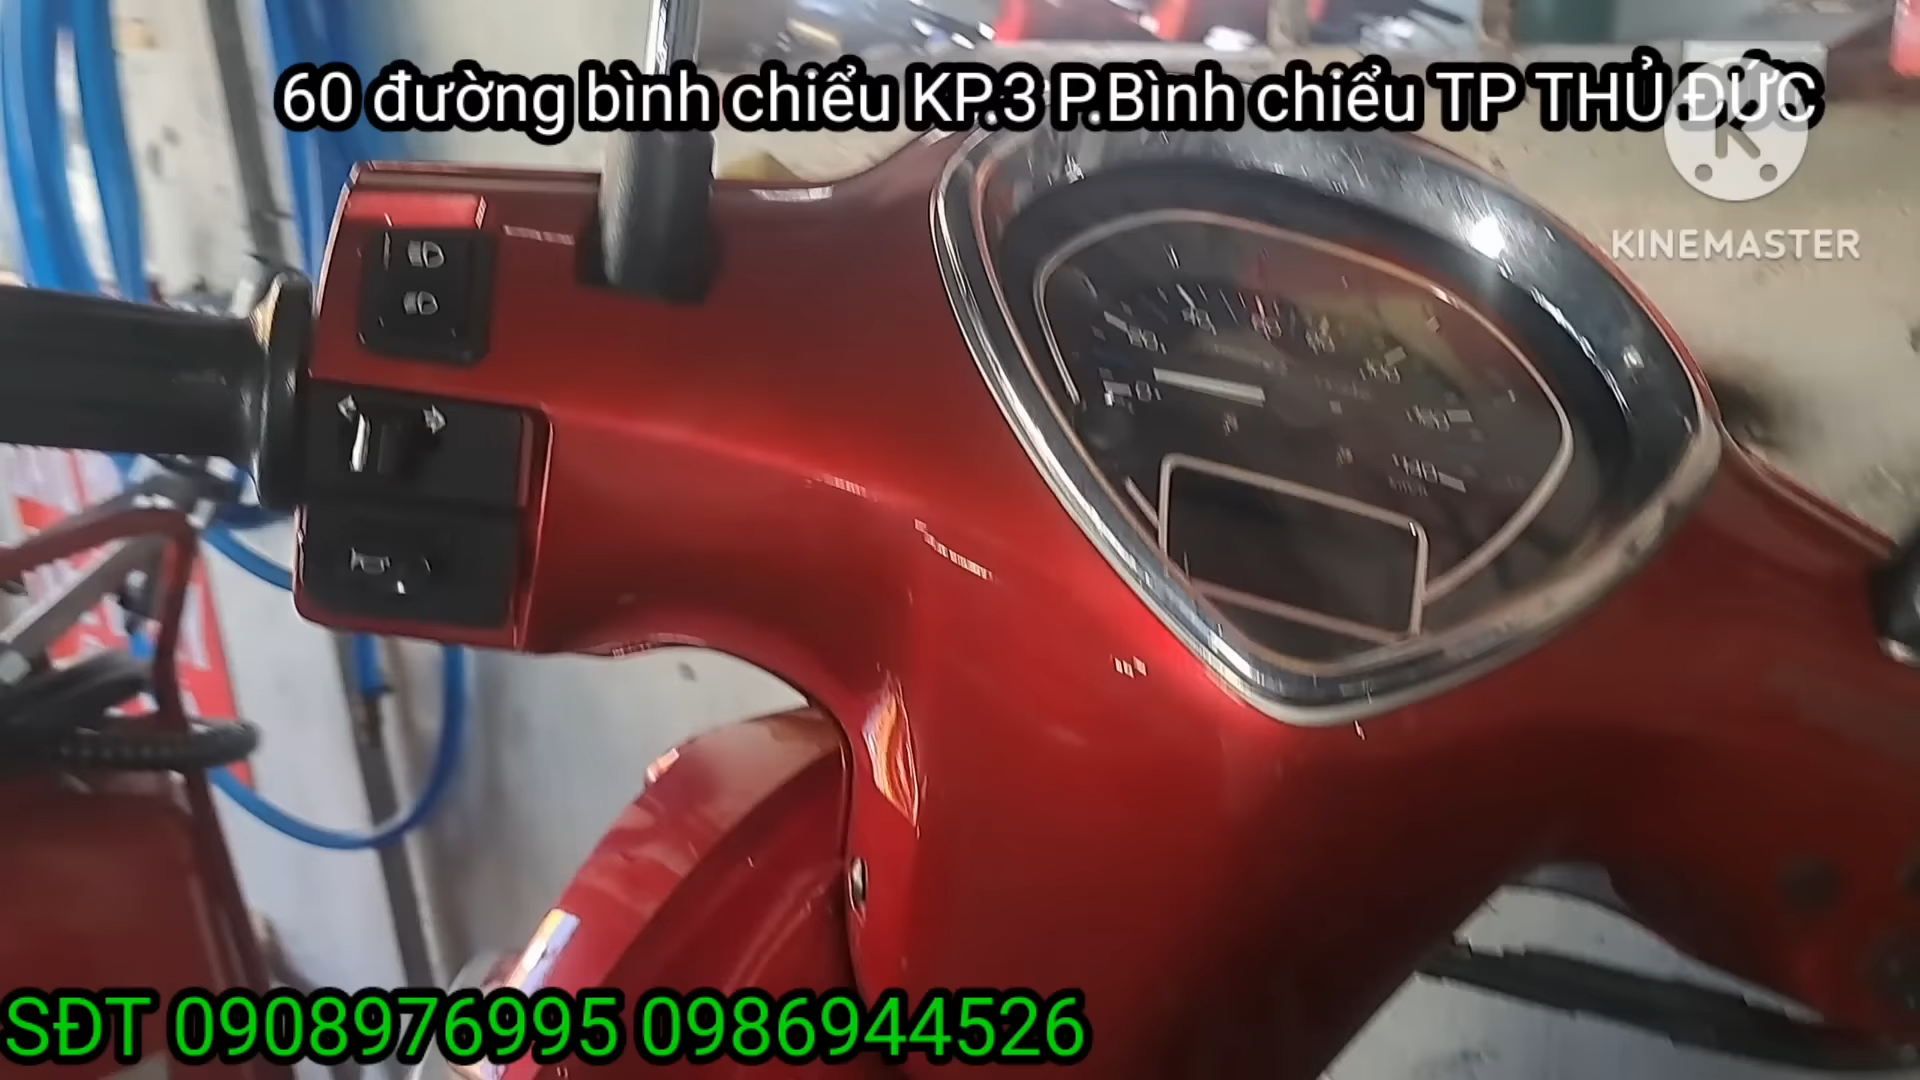 60 đường bình chiểu KP.3 P.Bình chiểu TP THỦ ĐỨC
KINEMASTER
SĐT 0908976995 0986944526